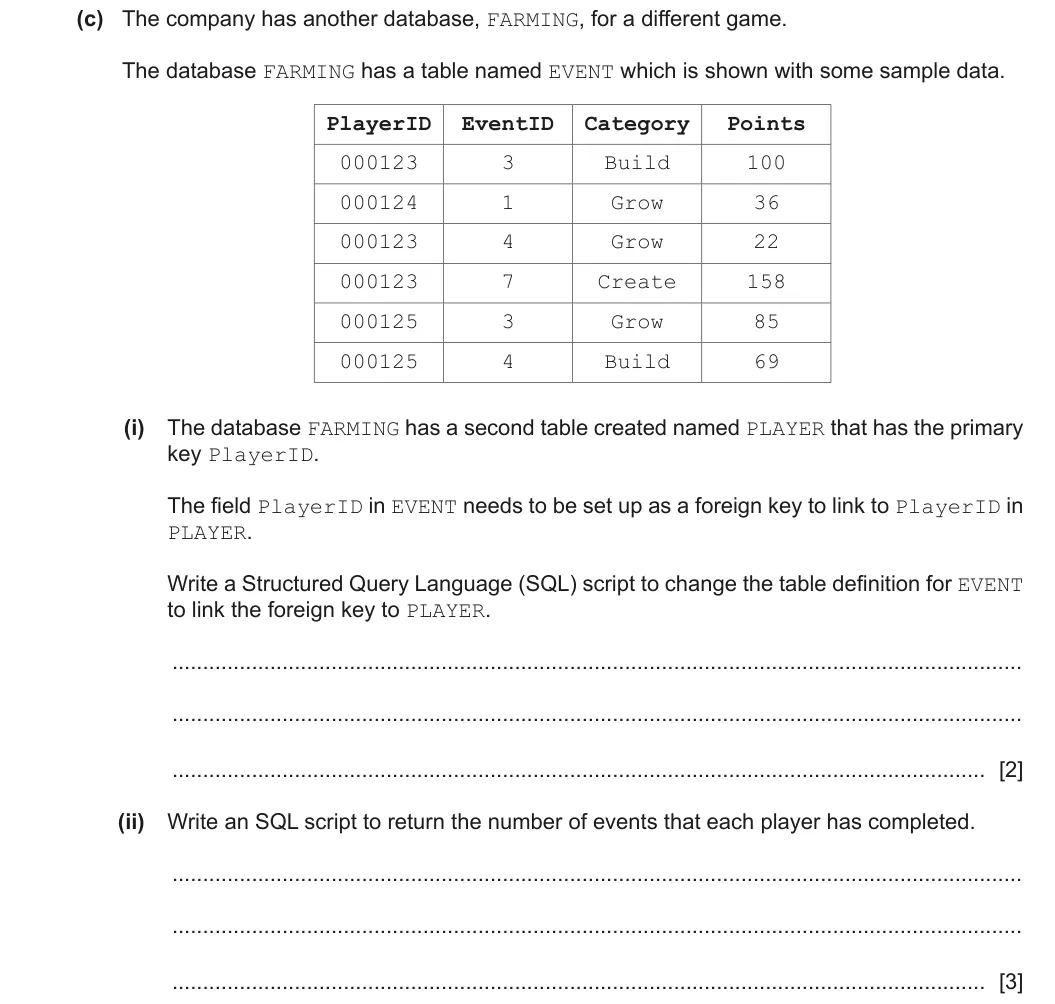 (c) The company has another database, FARMING, for a different game.
The database FARMING has a table named EVENT which is shown with some sample data.
PlayerID EventID Category Points
000123 3 Build 100
000124 1 Grow 36
000123 4 Grow 22
000123 7 Create 158
000125 3 Grow 85
000125 4 Build 69
(i) The database FARMING has a second table created named PLAYER that has the primary
key PlayerID.
The field PlayerID in EVENT needs to be set up as a foreign key to link to PlayerID in
PLAYER.
Write a Structured Query Language (SQL) script to change the table definition for EVENT
to link the foreign key to PLAYER.
...................................................................................................................................
...................................................................................................................................
............................................................................................................................. [2]
(ii) Write an SQL script to return the number of events that each player has completed.
...................................................................................................................................
...................................................................................................................................
............................................................................................................................. [3]